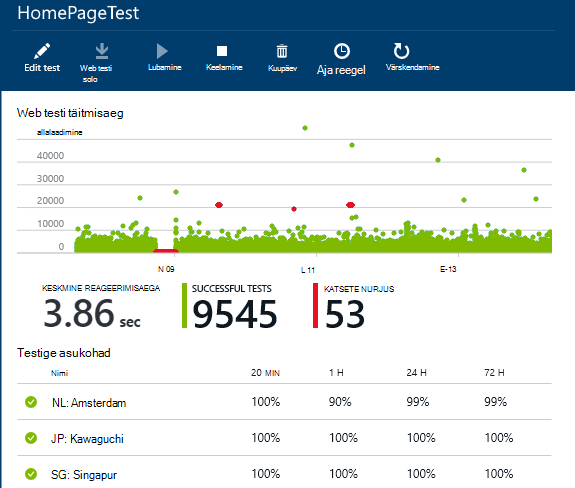 HomePageTest
Edit test
Web testi solo
Lubamine
Keelamine
Kuupäev
Aja reegel
Värskendamine
Web testi täitmisaeg
allalaadimine
40000
30000
20000
10000
0
N 09
L 11
E-13
KESKMINE REAGEERIMISAEGA
3.86 sec
SUCCESSFUL TESTS
9545
KATSETE NURJUS
53
Testige asukohad
Nimi 20 MIN 1 H 24 H 72 H
NL: Amsterdam 100% 90% 99% 99%
JP: Kawaguchi 100% 100% 100% 100%
SG: Singapur 100% 100% 100% 100%